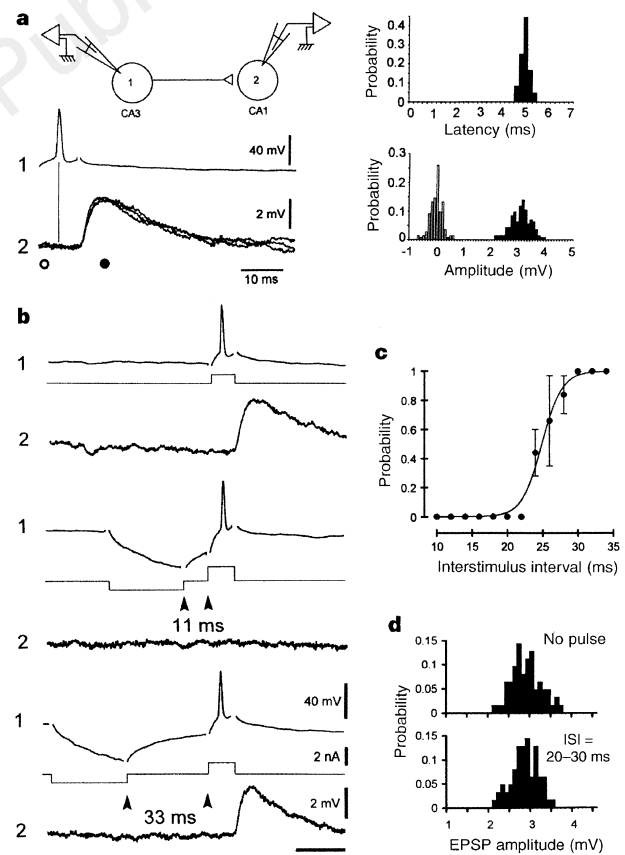 Publi
a
1
2
CA3
CA1
1
40 mV
2
2 mV
10 ms
Probability
0.4
0.3
0.2
0.1
0
0 1 2 3 4 5 6 7
Latency (ms)
Probability
0.3
0.2
0.1
0
-1 0 1 2 3 4 5
Amplitude (mV)
b
1
2
1
11 ms
2
1
40 mV
2 nA
33 ms
2 mV
2
c
Probability
1
0.8
0.6
0.4
0.2
0
10 15 20 25 30 35
Interstimulus interval (ms)
d
Probability
0.15
No pulse
0.1
0.05
0
0.15
ISI =
20–30 ms
0.1
0.05
0
1 2 3 4
EPSP amplitude (mV)